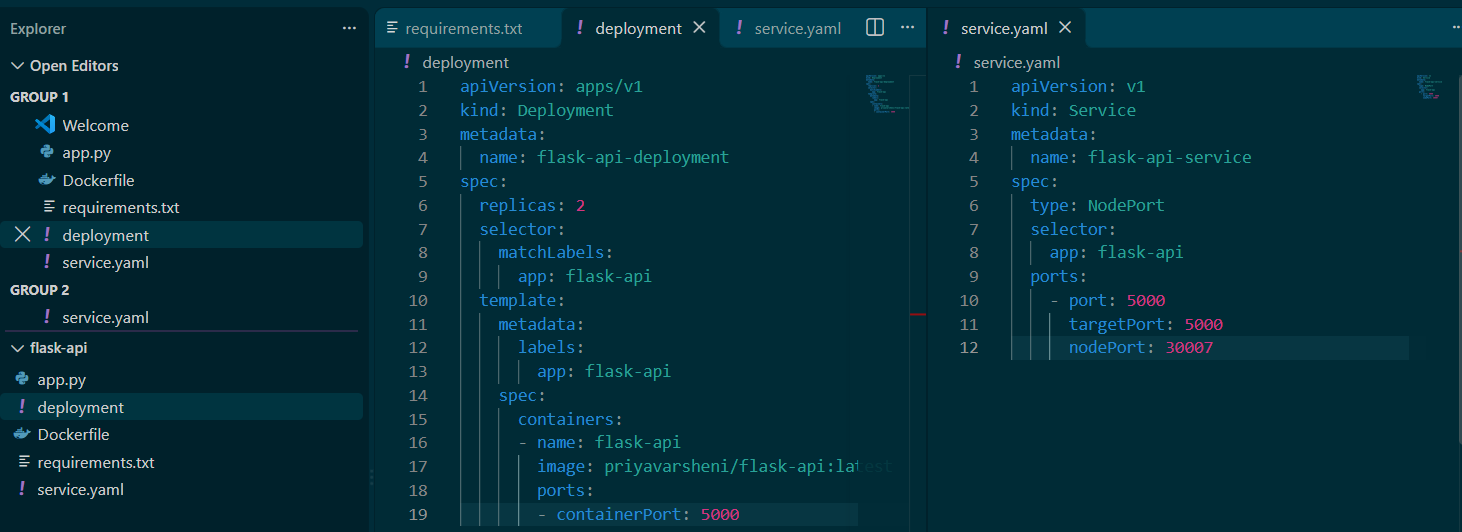 Explorer ···
Open Editors
GROUP 1
Welcome
app.py
Dockerfile
requirements.txt
! deployment
! service.yaml
GROUP 2
! service.yaml
flask-api
app.py
! deployment
Dockerfile
requirements.txt
! service.yaml
requirements.txt ! deployment ! service.yaml ···
! deployment
1 apiVersion: apps/v1
2 kind: Deployment
3 metadata:
4   name: flask-api-deployment
5 spec:
6   replicas: 2
7   selector:
8     matchLabels:
9       app: flask-api
10   template:
11     metadata:
12       labels:
13         app: flask-api
14     spec:
15       containers:
16       - name: flask-api
17         image: priyavarsheni/flask-api:latest
18         ports:
19         - containerPort: 5000
! service.yaml
! service.yaml
1 apiVersion: v1
2 kind: Service
3 metadata:
4   name: flask-api-service
5 spec:
6   type: NodePort
7   selector:
8     app: flask-api
9   ports:
10     - port: 5000
11       targetPort: 5000
12       nodePort: 30007